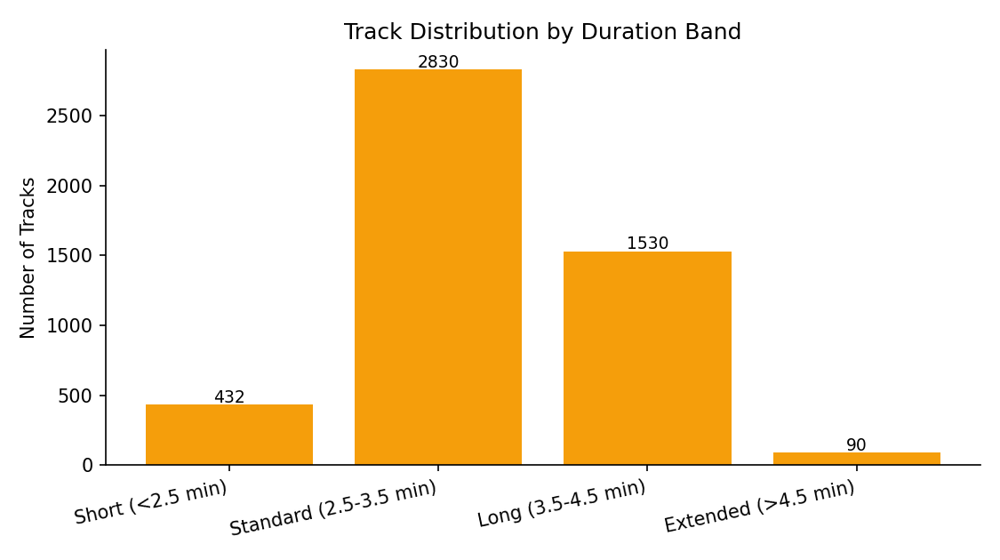 Track Distribution by Duration Band
Number of Tracks
2500
2000
1500
1000
500
0
432
2830
1530
90
Short (<2.5 min)
Standard (2.5-3.5 min)
Long (3.5-4.5 min)
Extended (>4.5 min)